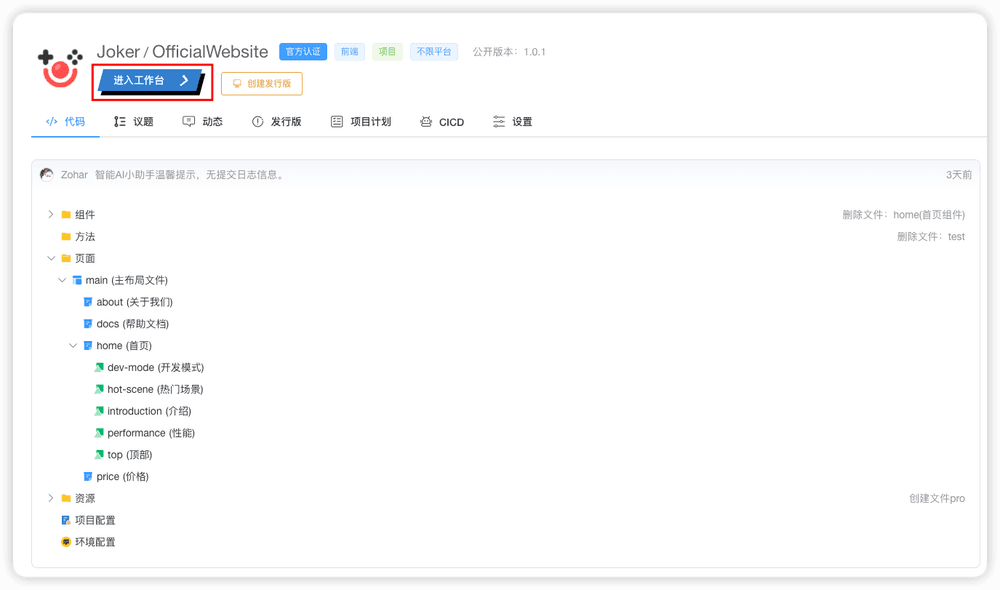 Joker / OfficialWebsite 官方认证 前端 项目 不限平台 公开版本：1.0.1
进入工作台 创建发行版
代码 议题 动态 发行版 项目计划 CICD 设置
Zohar 智能AI小助手温馨提示，无提交日志信息。 3天前
组件 删除文件：home(首页组件)
方法 删除文件：test
页面
main (主布局文件)
about (关于我们)
docs (帮助文档)
home (首页)
dev-mode (开发模式)
hot-scene (热门场景)
introduction (介绍)
performance (性能)
top (顶部)
price (价格)
资源 创建文件pro
项目配置
环境配置